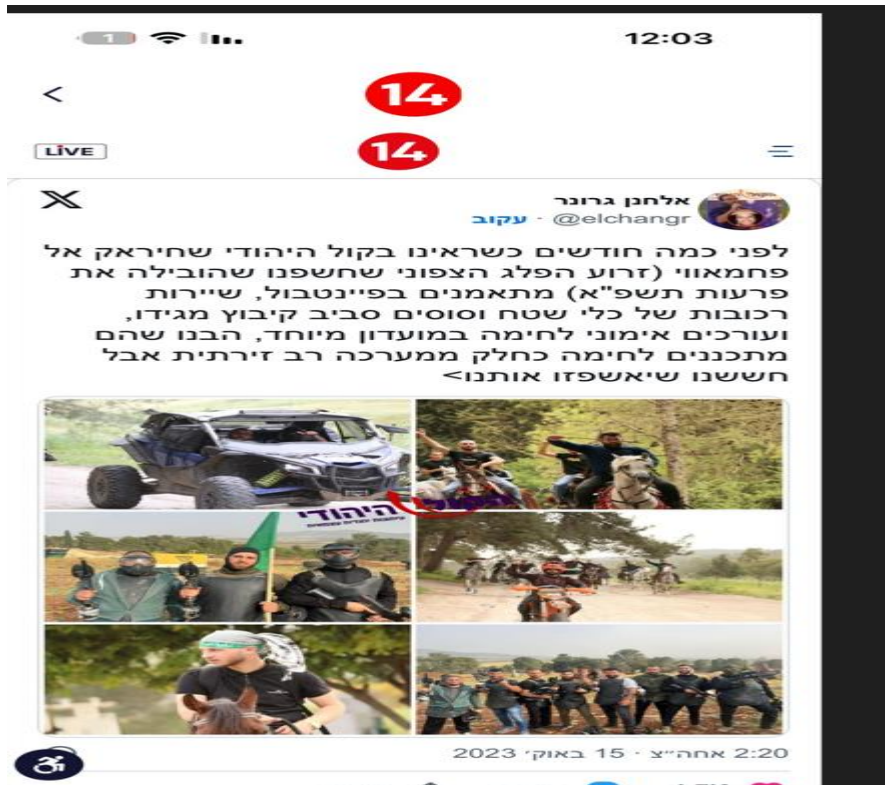 12:03
14
LIVE
14
אלחנן גרונר
@elchangr · עקוב
לפני כמה חודשים כשראינו בקול היהודי שחיראק אל
פחמאווי (זרוע הפלג הצפוני שחשפנו שהובילה את
פרעות תשפ"א) מתאמנים בפיינטבול, שיירות
רכובות של כלי שטח וסוסים סביב קיבוץ מגידו,
ועורכים אימוני לחימה במועדון מיוחד, הבנו שהם
מתכננים לחימה כחלק ממערכה רב זירתית אבל
חששנו שיאשפזו אותנו>
היהודי
2:20 אחה״צ · 15 באוק׳ 2023